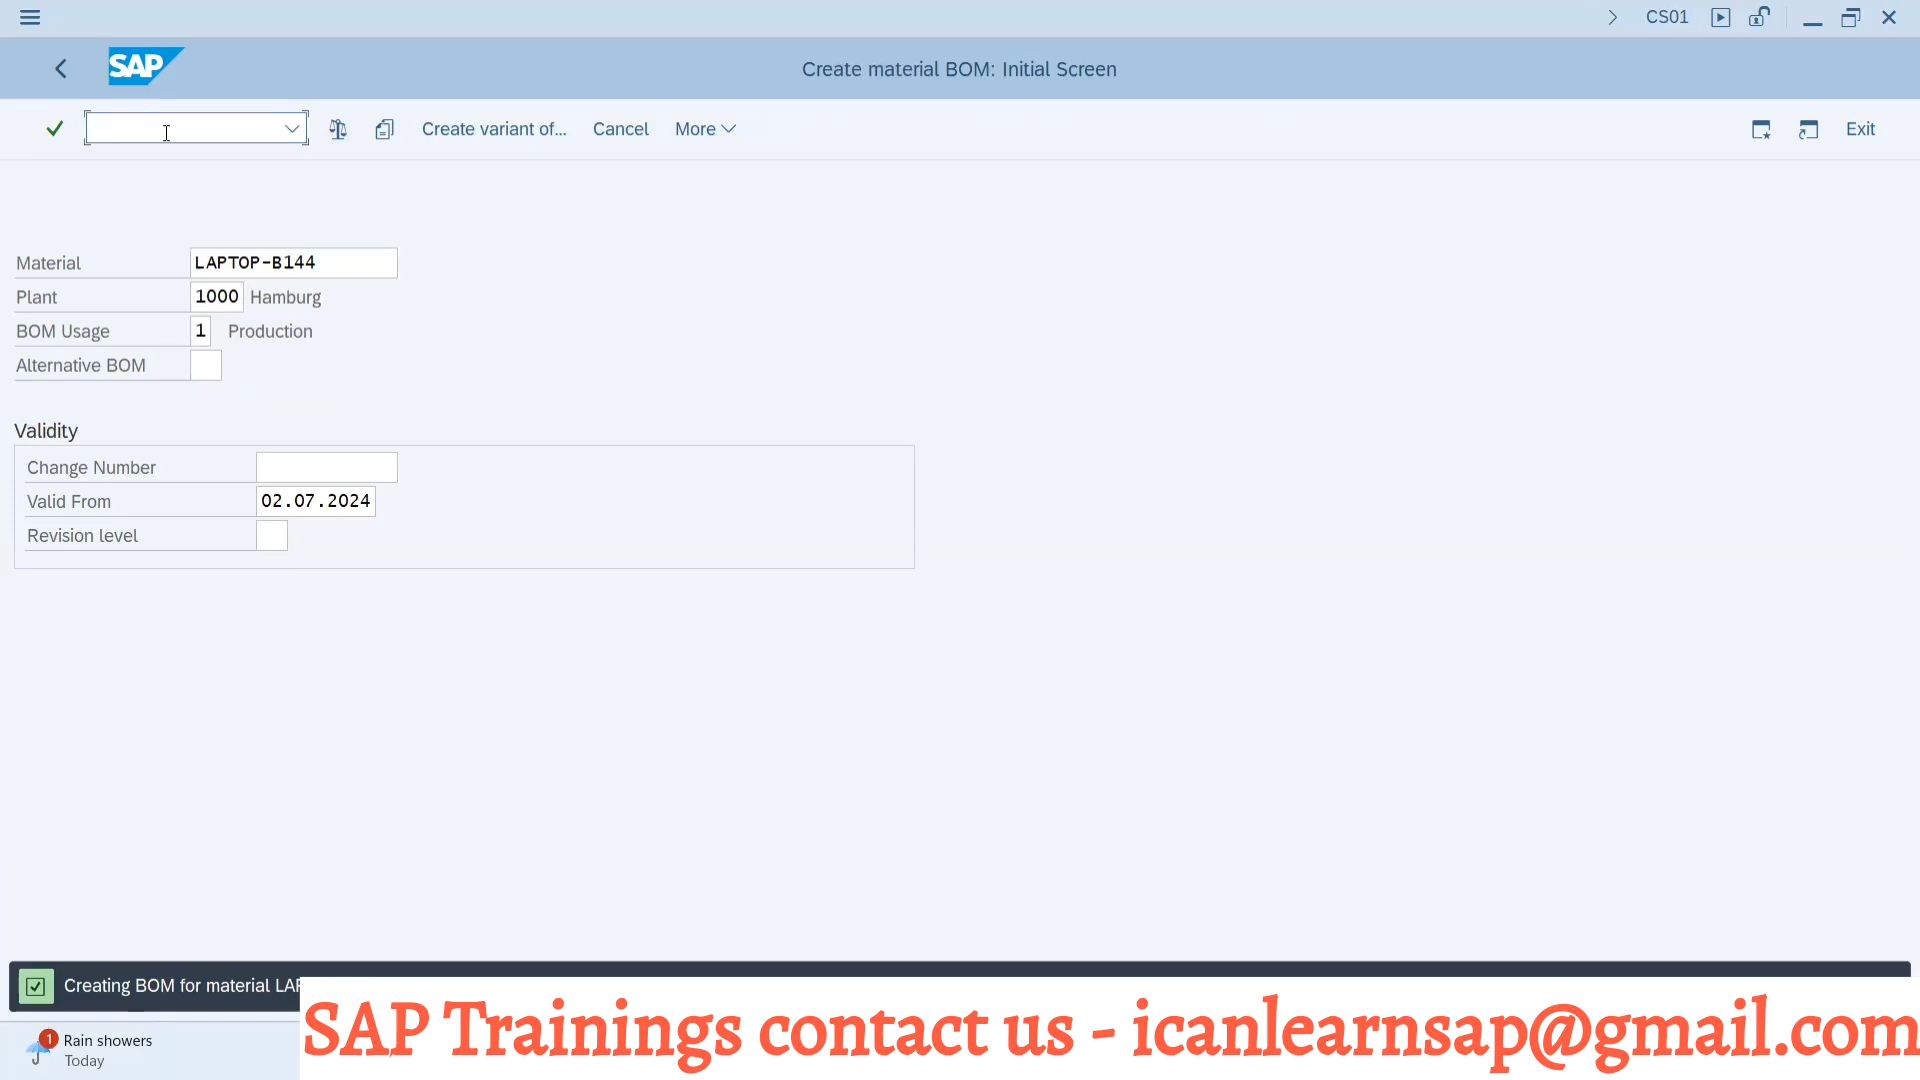 CS01
SAP
Create material BOM: Initial Screen
Create variant of... Cancel More Exit
Material LAPTOP-B144
Plant 1000 Hamburg
BOM Usage 1 Production
Alternative BOM
Validity
Change Number
Valid From 02.07.2024
Revision level
Creating BOM for material
1 Rain showers
Today
SAP Trainings contact us - icanlearnsap@gmail.com